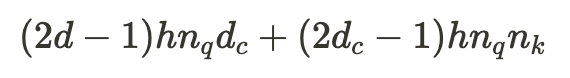 (2d − 1)hn_qd_c + (2d_c − 1)hn_qn_k